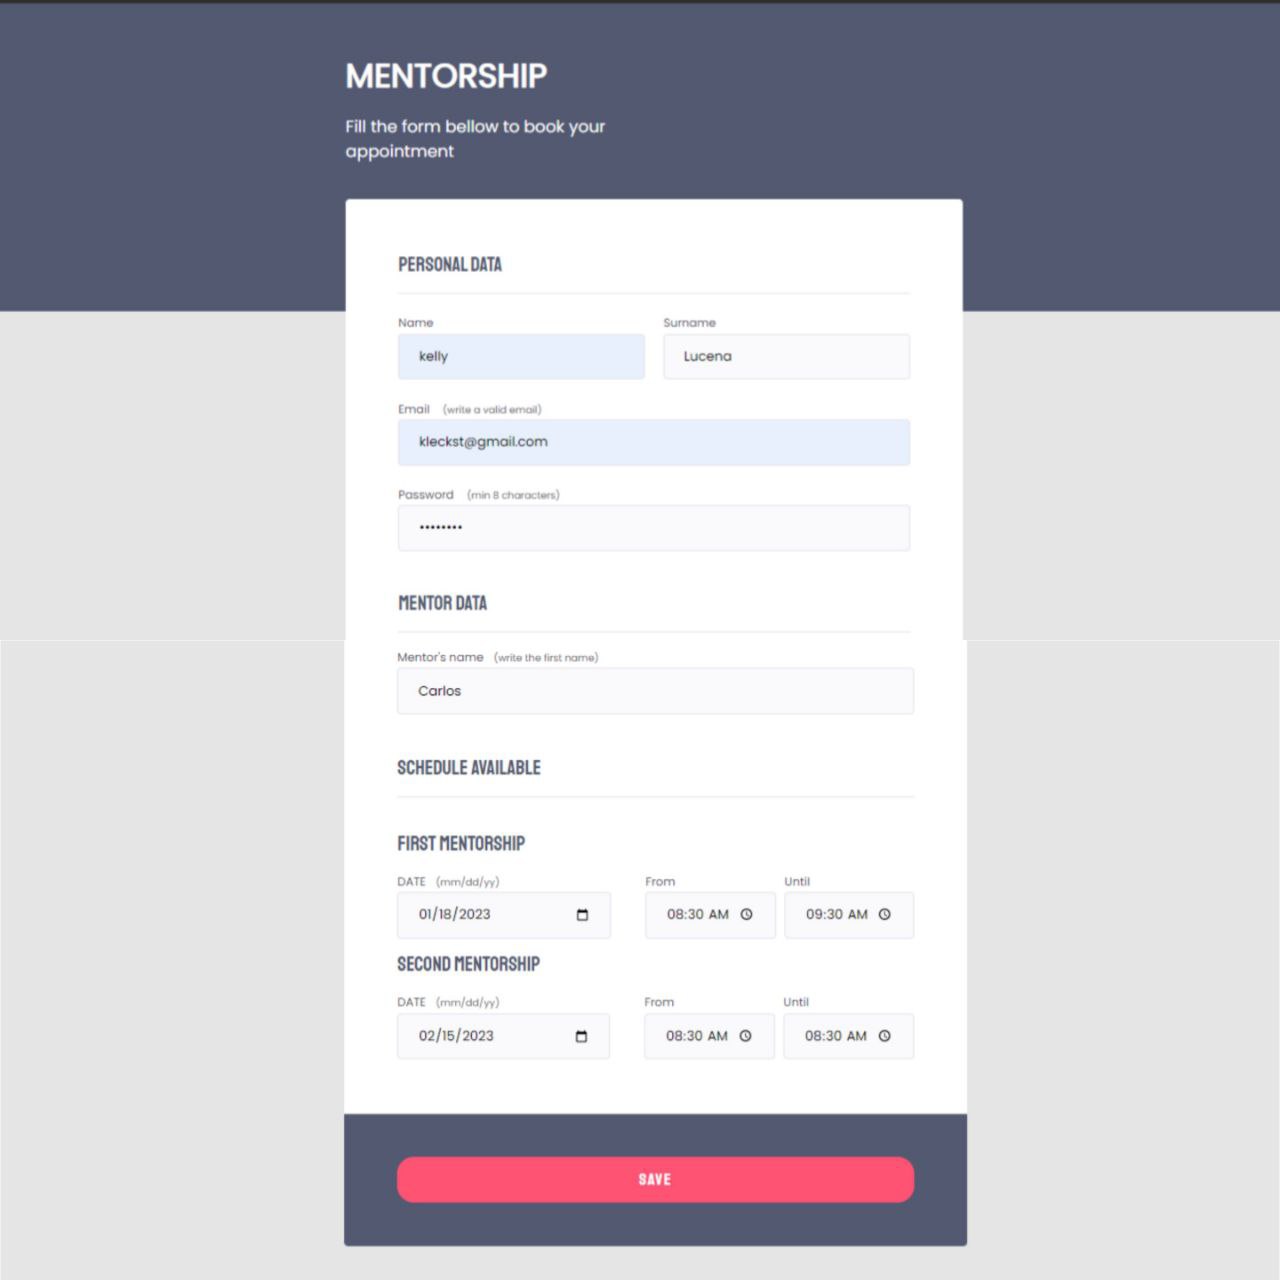 MENTORSHIP
Fill the form bellow to book your
appointment
PERSONAL DATA
Name Surname
kelly Lucena
Email (write a valid email)
kleckst@gmail.com
Password (min 8 characters)
••••••••
MENTOR DATA
Mentor's name (write the first name)
Carlos
SCHEDULE AVAILABLE
FIRST MENTORSHIP
DATE (mm/dd/yy) From Until
01/18/2023 08:30 AM 09:30 AM
SECOND MENTORSHIP
DATE (mm/dd/yy) From Until
02/15/2023 08:30 AM 08:30 AM
SAVE